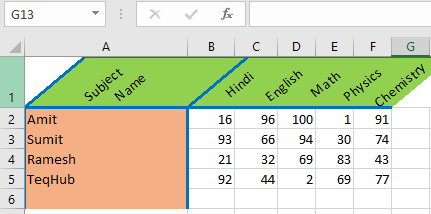 G13
fx
A B C D E F G
1 Subject Name Hindi English Math Physics Chemistry
2 Amit 16 96 100 1 91
3 Sumit 93 66 94 30 74
4 Ramesh 21 32 69 83 43
5 TeqHub 92 44 2 69 77
6